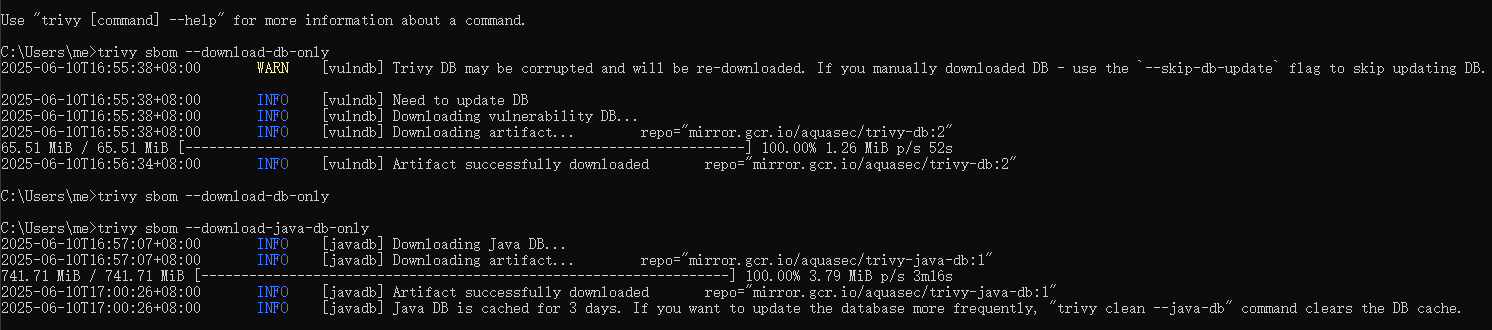 Use "trivy [command] --help" for more information about a command.
C:\Users\me>trivy sbom --download-db-only
2025-06-10T16:55:38+08:00 WARN [vulndb] Trivy DB may be corrupted and will be re-downloaded. If you manually downloaded DB - use the `--skip-db-update` flag to skip updating DB.
2025-06-10T16:55:38+08:00 INFO [vulndb] Need to update DB
2025-06-10T16:55:38+08:00 INFO [vulndb] Downloading vulnerability DB...
2025-06-10T16:55:38+08:00 INFO [vulndb] Downloading artifact... repo="mirror.gcr.io/aquasec/trivy-db:2"
65.51 MiB / 65.51 MiB [----------------------------------------------------------------------] 100.00% 1.26 MiB p/s 52s
2025-06-10T16:56:34+08:00 INFO [vulndb] Artifact successfully downloaded repo="mirror.gcr.io/aquasec/trivy-db:2"
C:\Users\me>trivy sbom --download-db-only
C:\Users\me>trivy sbom --download-java-db-only
2025-06-10T16:57:07+08:00 INFO [javadb] Downloading Java DB...
2025-06-10T16:57:07+08:00 INFO [javadb] Downloading artifact... repo="mirror.gcr.io/aquasec/trivy-java-db:1"
741.71 MiB / 741.71 MiB [------------------------------------------------------------------] 100.00% 3.79 MiB p/s 3m16s
2025-06-10T17:00:26+08:00 INFO [javadb] Artifact successfully downloaded repo="mirror.gcr.io/aquasec/trivy-java-db:1"
2025-06-10T17:00:26+08:00 INFO [javadb] Java DB is cached for 3 days. If you want to update the database more frequently, "trivy clean --java-db" command clears the DB cache.